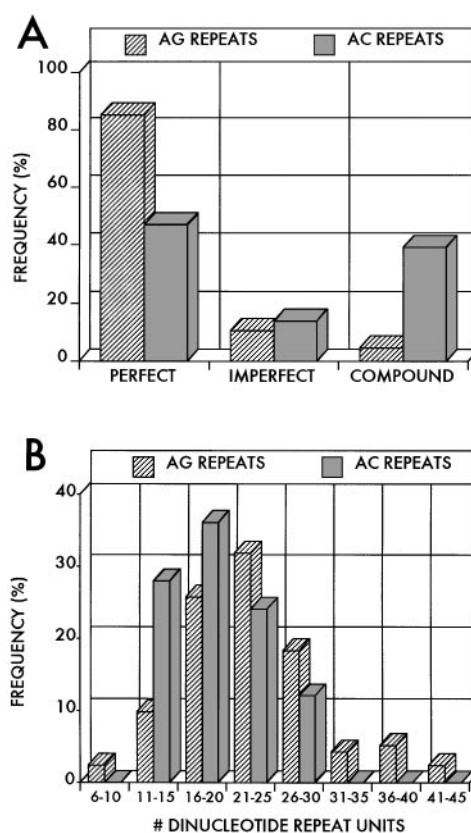 A
AG REPEATS AC REPEATS
100
80
60
40
20
0
FREQUENCY (%)
PERFECT IMPERFECT COMPOUND
B
AG REPEATS AC REPEATS
40
30
20
10
0
FREQUENCY (%)
6-10 11-15 16-20 21-25 26-30 31-35 36-40 41-45
# DINUCLEOTIDE REPEAT UNITS